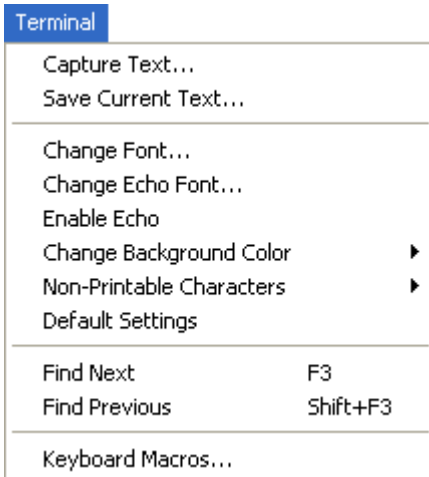 Terminal
Capture Text...
Save Current Text...
Change Font...
Change Echo Font...
Enable Echo
Change Background Color
Non-Printable Characters
Default Settings
Find Next F3
Find Previous Shift+F3
Keyboard Macros...